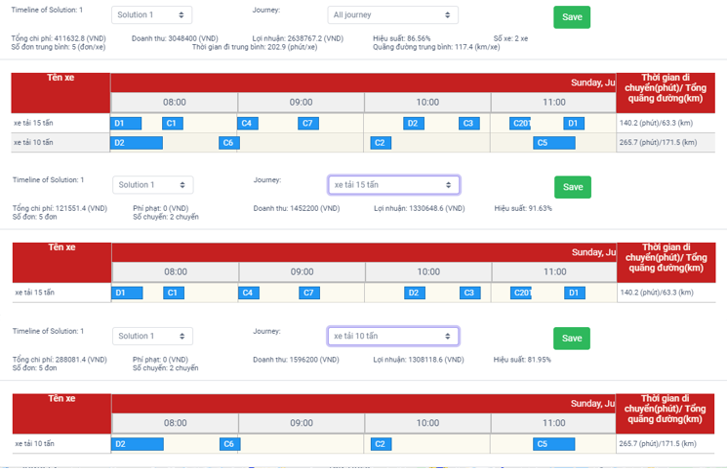 Timeline of Solution: 1 Solution 1 Journey: All journey Save
Tổng chi phí: 411632.8 (VND) Doanh thu: 3048400 (VND) Lợi nhuận: 2638767.2 (VND) Hiệu suất: 86.56% Số xe: 2 xe
Số đơn trung bình: 5 (đơn/xe) Thời gian đi trung bình: 202.9 (phút/xe) Quãng đường trung bình: 117.4 (km/xe)
Tên xe Sunday, Ju Thời gian di
chuyển(phút)/ Tổng
quãng đường(km)
08:00 09:00 10:00 11:00
xe tải 15 tấn D1 C1 C4 C7 D2 C3 C201 D1 140.2 (phút)/63.3 (km)
xe tải 10 tấn D2 C6 C2 C5 265.7 (phút)/171.5 (km)
Timeline of Solution: 1 Solution 1 Journey: xe tải 15 tấn Save
Tổng chi phí: 121551.4 (VND) Phí phạt: 0 (VND) Doanh thu: 1452200 (VND) Lợi nhuận: 1330648.6 (VND) Hiệu suất: 91.63%
Số đơn: 5 đơn Số chuyến: 2 chuyến
Tên xe Sunday, Ju Thời gian di
chuyển(phút)/ Tổng
quãng đường(km)
08:00 09:00 10:00 11:00
xe tải 15 tấn D1 C1 C4 C7 D2 C3 C201 D1 140.2 (phút)/63.3 (km)
Timeline of Solution: 1 Solution 1 Journey: xe tải 10 tấn Save
Tổng chi phí: 288081.4 (VND) Phí phạt: 0 (VND) Doanh thu: 1596200 (VND) Lợi nhuận: 1308118.6 (VND) Hiệu suất: 81.95%
Số đơn: 5 đơn Số chuyến: 2 chuyến
Tên xe Sunday, Ju Thời gian di
chuyển(phút)/ Tổng
quãng đường(km)
08:00 09:00 10:00 11:00
xe tải 10 tấn D2 C6 C2 C5 265.7 (phút)/171.5 (km)